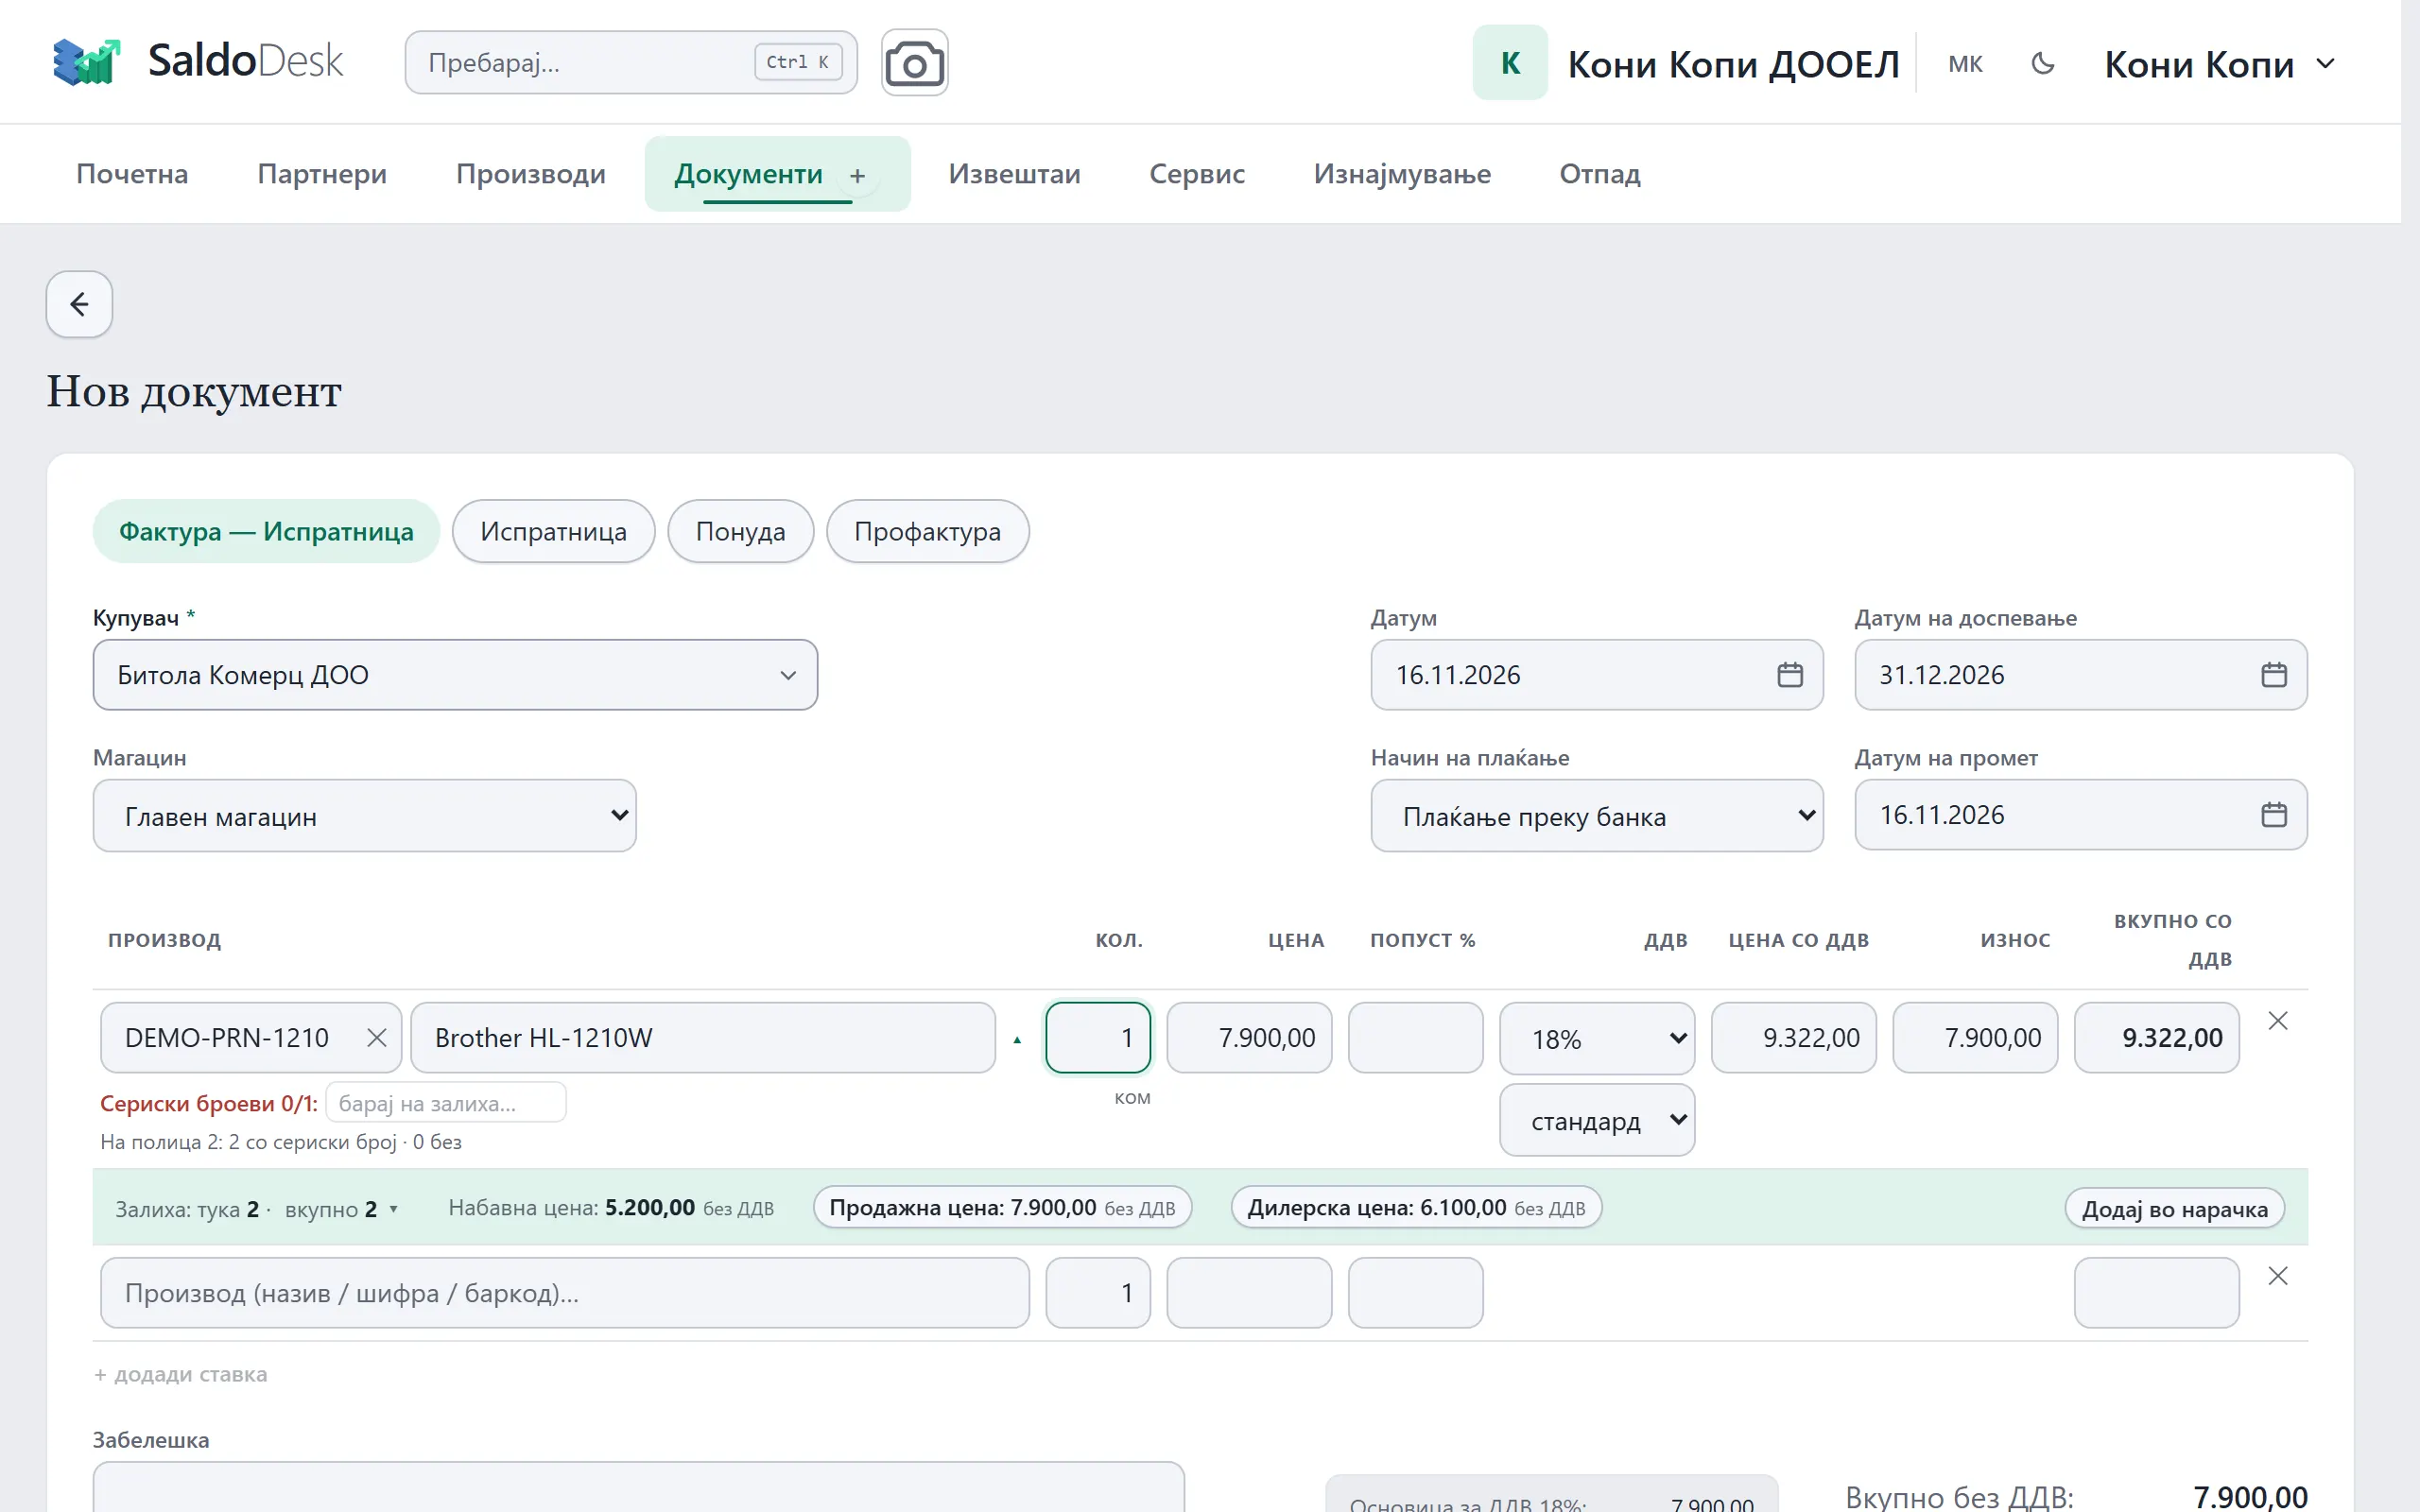 SaldoDesk
Пребарај...
Ctrl K
К
Кони Копи ДООЕЛ
МК
Кони Копи
Почетна
Партнери
Производи
Документи +
Извештаи
Сервис
Изнајмување
Отпад
Нов документ
Фактура — Испратница
Испратница
Понуда
Профактура
Купувач *
Датум
Датум на доспевање
Битола Комерц ДОО
16.11.2026
31.12.2026
Магацин
Начин на плаќање
Датум на промет
Главен магацин
Плаќање преку банка
16.11.2026
ПРОИЗВОД
КОЛ.
ЦЕНА
ПОПУСТ %
ДДВ
ЦЕНА СО ДДВ
ИЗНОС
ВКУПНО СО
ДДВ
DEMO-PRN-1210
Brother HL-1210W
1
7.900,00
18%
9.322,00
7.900,00
9.322,00
Сериски броеви 0/1:
барај на залиха...
ком
стандард
На полица 2: 2 со сериски број · 0 без
Залиха: тука 2 · вкупно 2
Набавна цена: 5.200,00 без ДДВ
Продажна цена: 7.900,00 без ДДВ
Дилерска цена: 6.100,00 без ДДВ
Додај во нарачка
Производ (назив / шифра / баркод)...
1
+ додади ставка
Забелешка
Основица за ДДВ 18%:
7.900,00
Вкупно без ДДВ:
7.900,00